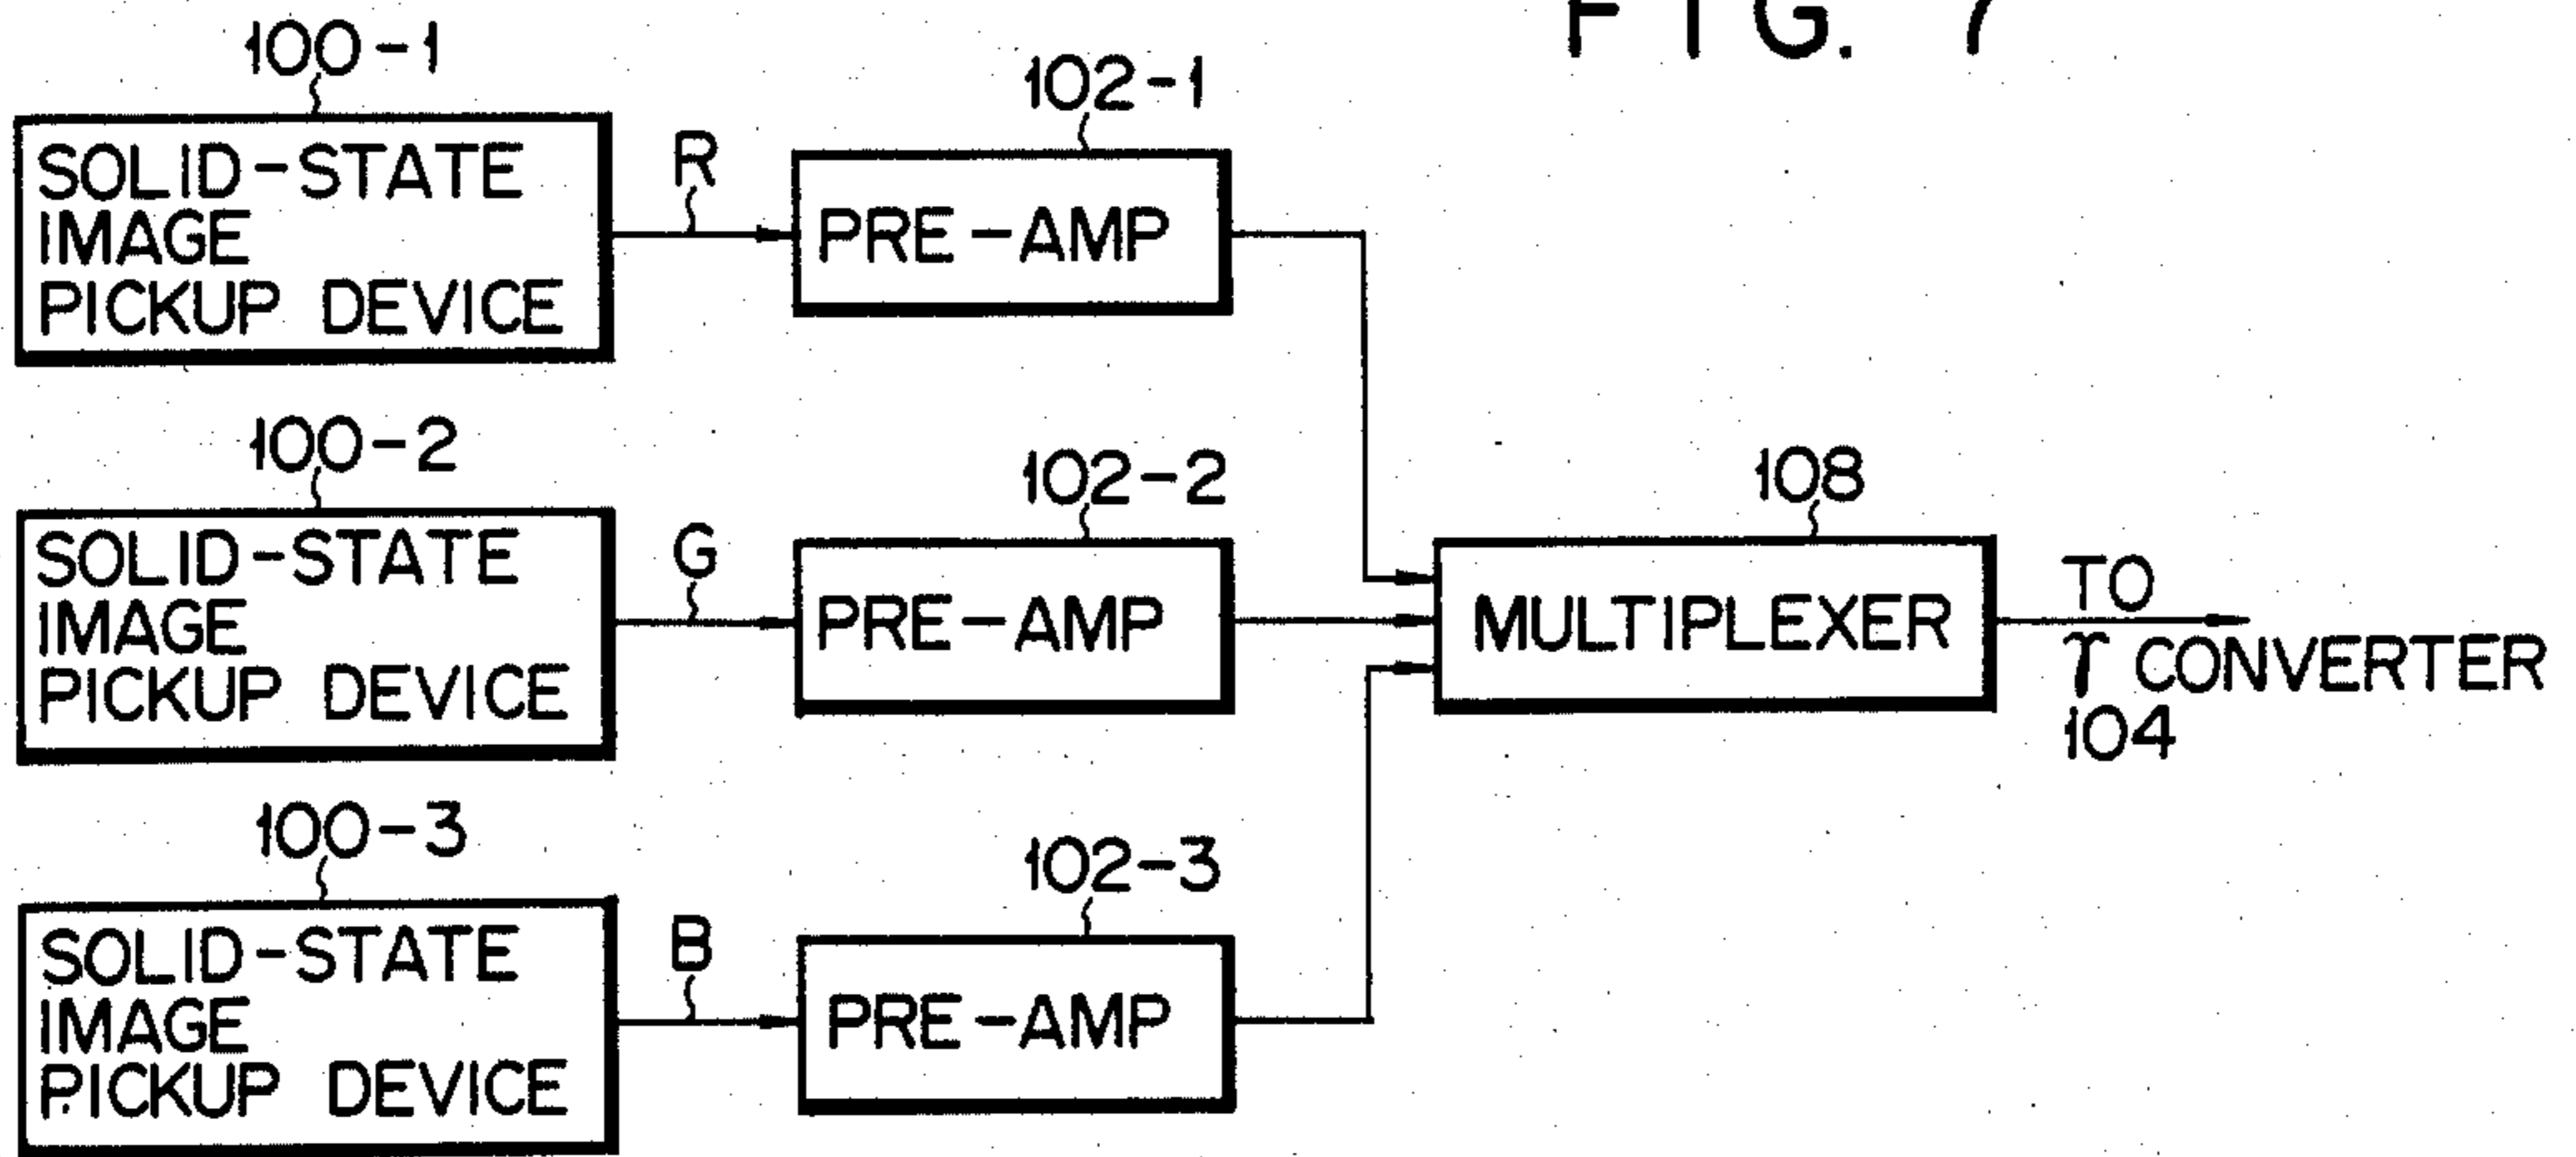 FIG. 7
100-1
SOLID-STATE
IMAGE
PICKUP DEVICE
R
102-1
PRE-AMP
100-2
SOLID-STATE
IMAGE
PICKUP DEVICE
G
102-2
PRE-AMP
100-3
SOLID-STATE
IMAGE
PICKUP DEVICE
B
102-3
PRE-AMP
108
MULTIPLEXER
TO
γ CONVERTER
104